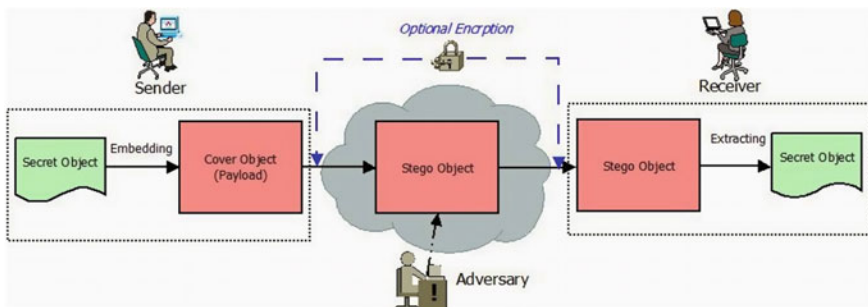 Optional Encrption
Sender
Receiver
Secret Object
Embedding
Cover Object
(Payload)
Stego Object
Stego Object
Extracting
Secret Object
Adversary
!